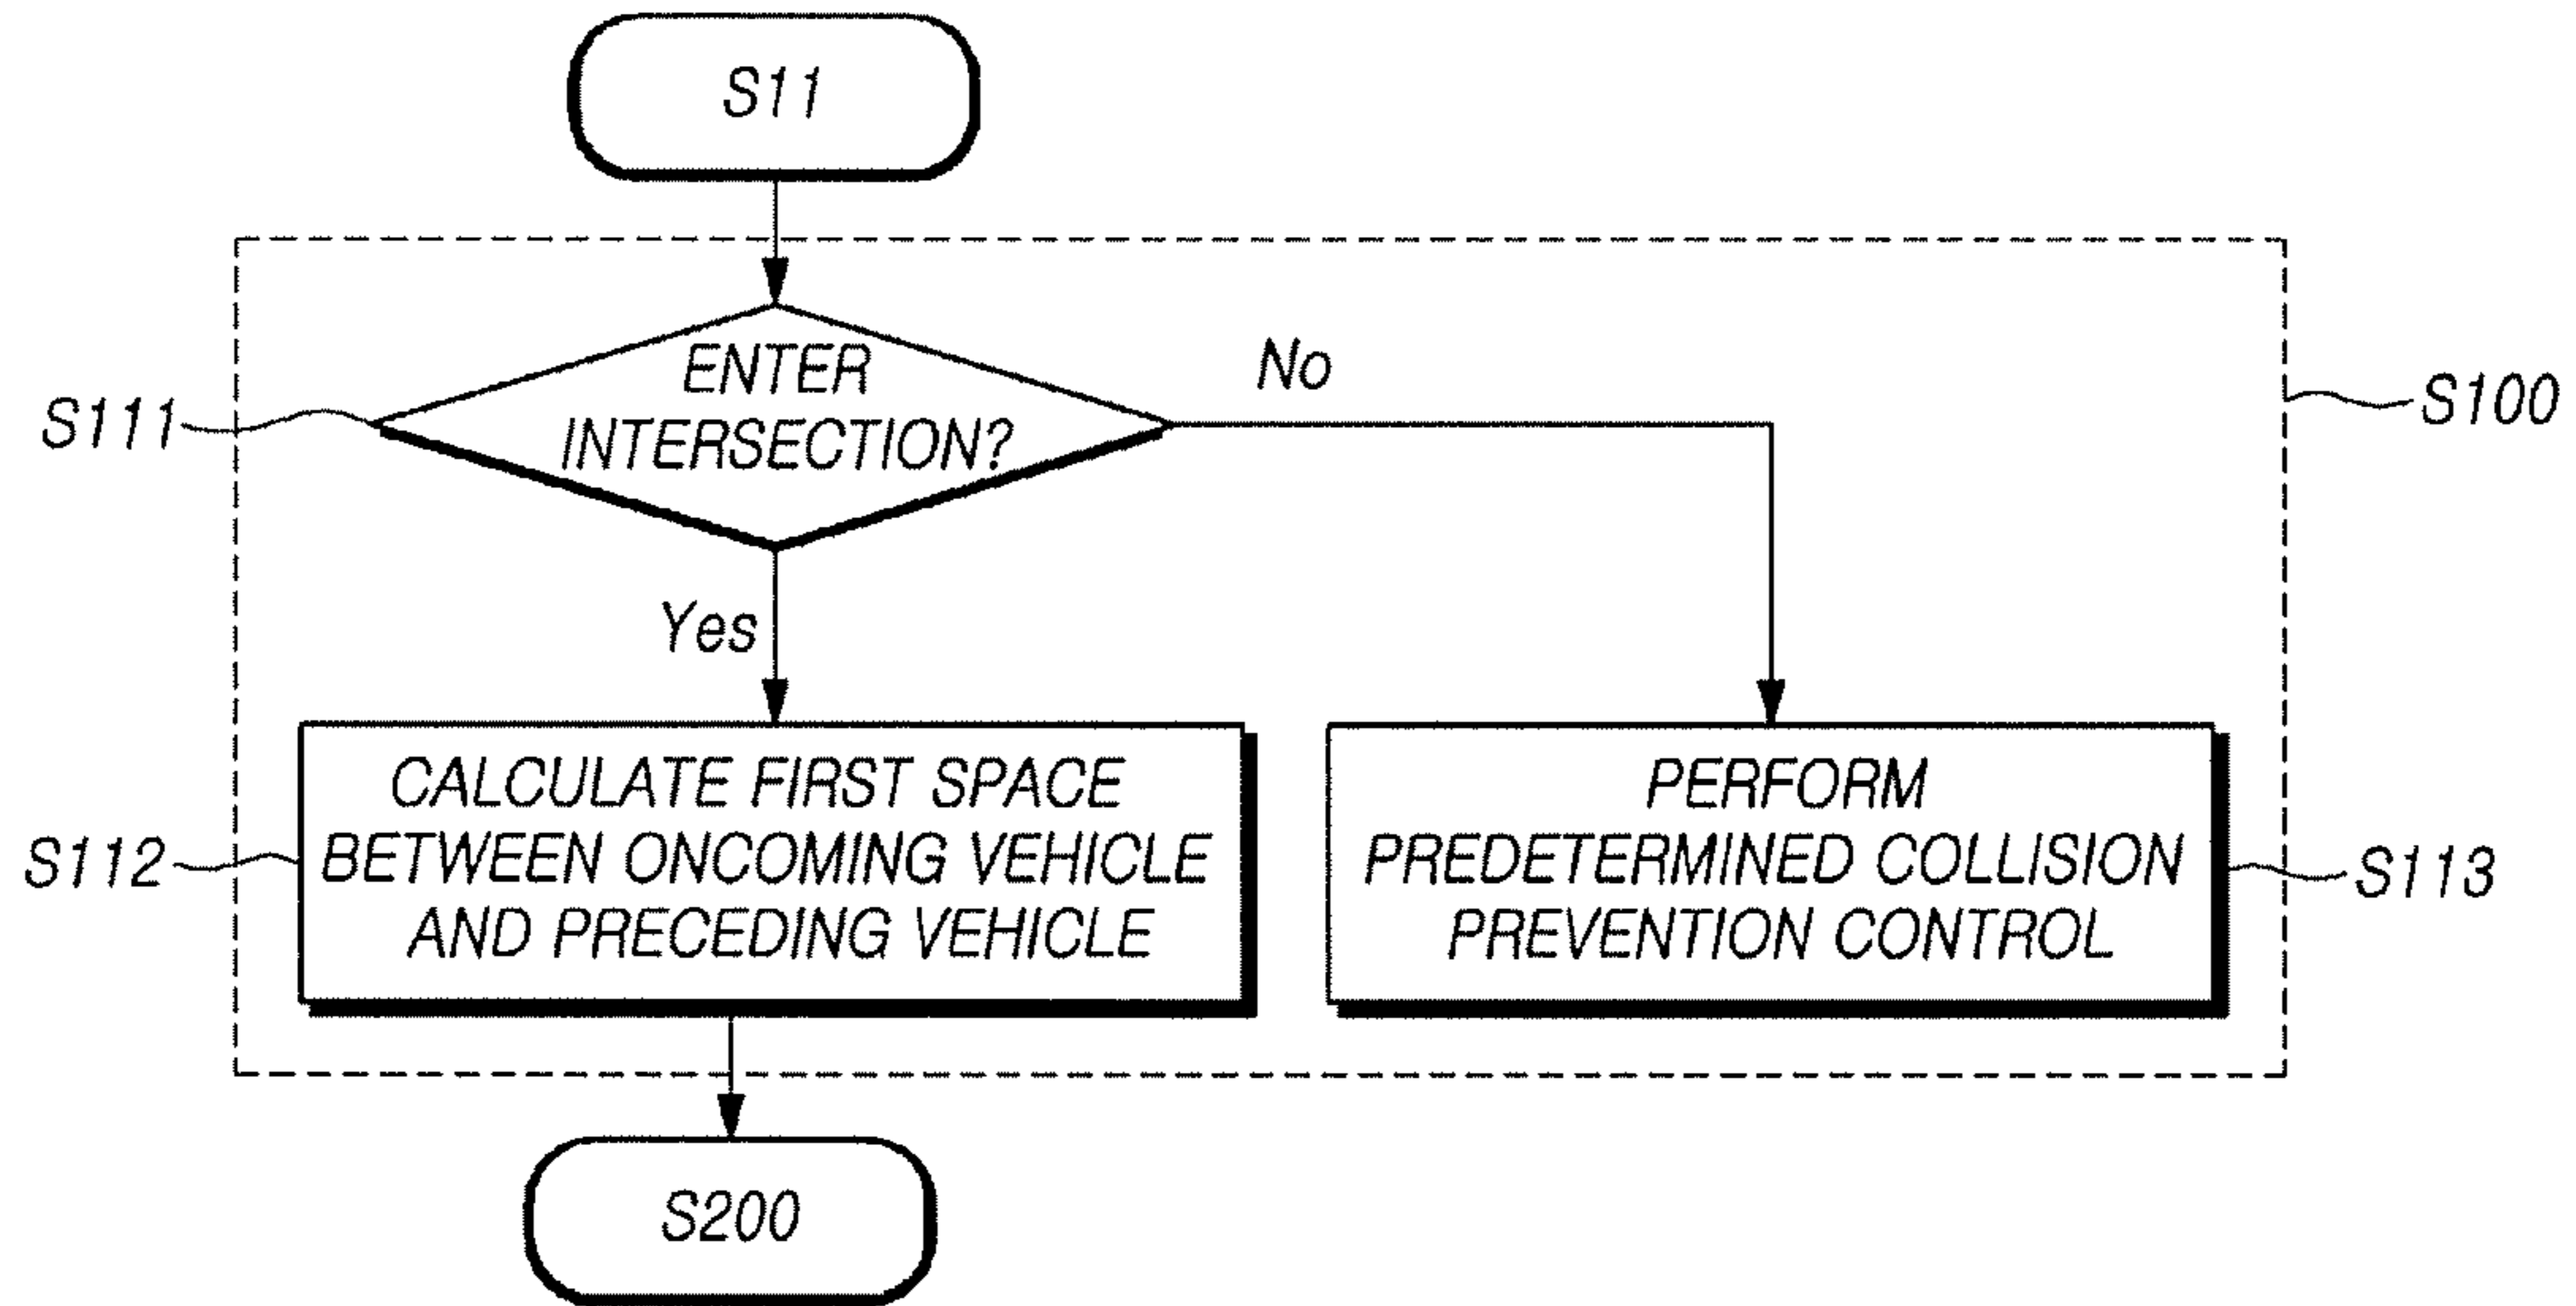 S11
ENTER
INTERSECTION?
No
S111
S100
Yes
CALCULATE FIRST SPACE
BETWEEN ONCOMING VEHICLE
AND PRECEDING VEHICLE
S112
PERFORM
PREDETERMINED COLLISION
PREVENTION CONTROL
S113
S200